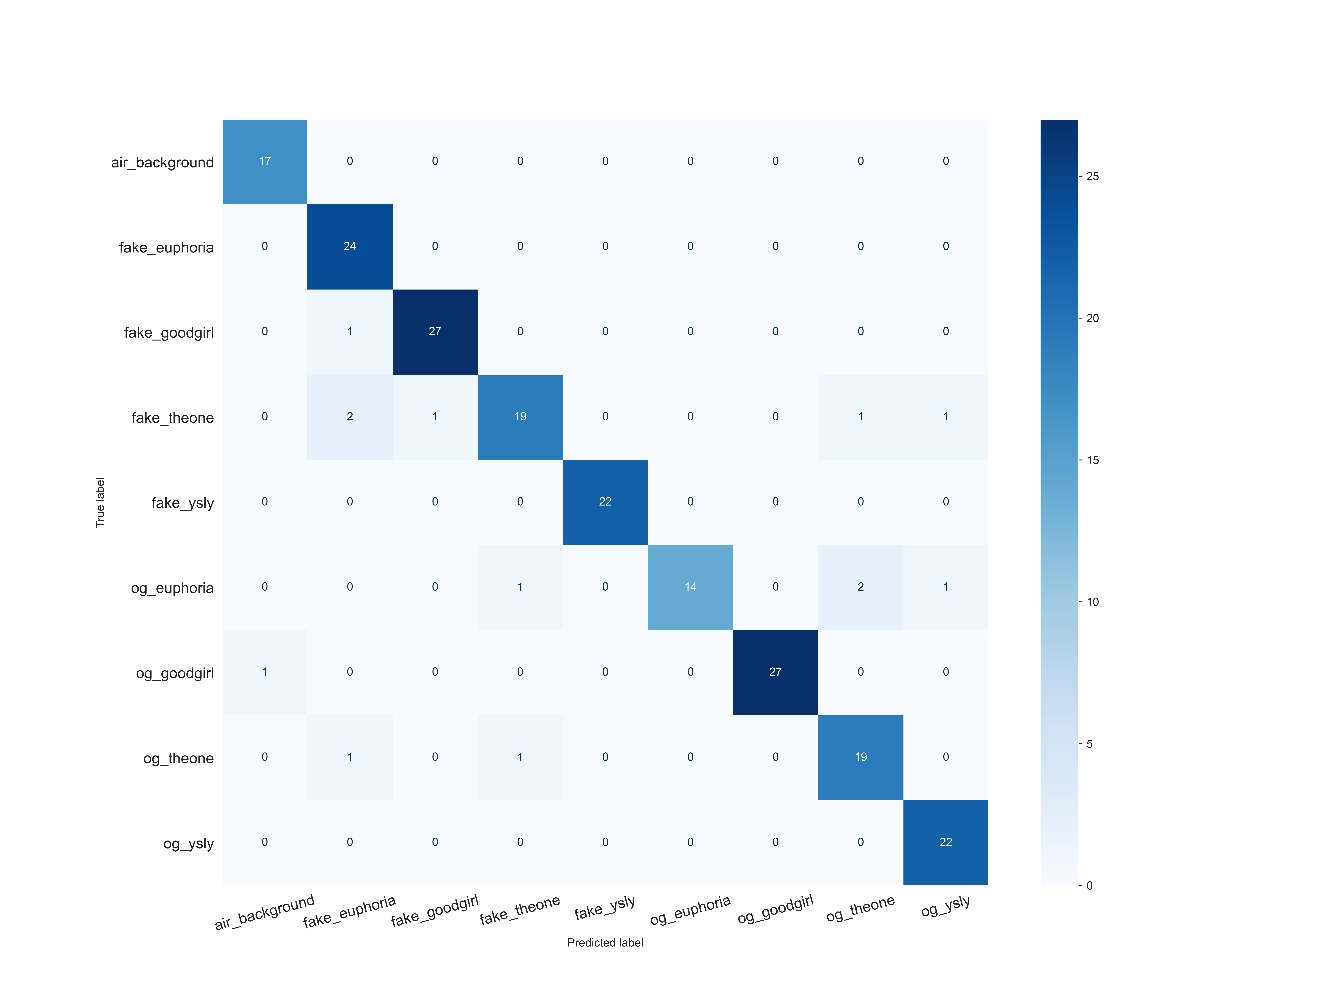 air_background 17 0 0 0 0 0 0 0 0
fake_euphoria 0 24 0 0 0 0 0 0 0
fake_goodgirl 0 1 27 0 0 0 0 0 0
fake_theone 0 2 1 19 0 0 0 1 1
fake_ysly 0 0 0 0 22 0 0 0 0
og_euphoria 0 0 0 1 0 14 0 2 1
og_goodgirl 1 0 0 0 0 0 27 0 0
og_theone 0 1 0 1 0 0 0 19 0
og_ysly 0 0 0 0 0 0 0 0 22
air_background fake_euphoria fake_goodgirl fake_theone fake_ysly og_euphoria og_goodgirl og_theone og_ysly
Predicted label
True label
25
20
15
10
5
0